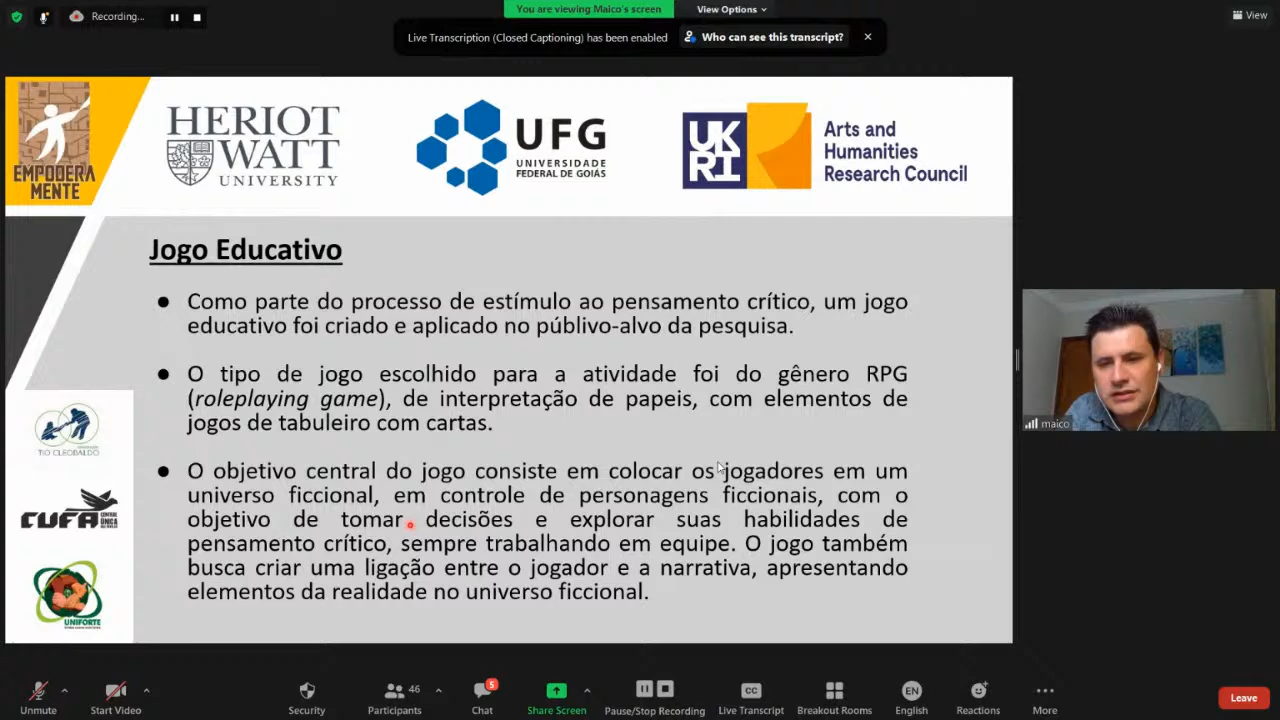 Recording...
You are viewing Maico's screen
View Options
View
Live Transcription (Closed Captioning) has been enabled
Who can see this transcript?
EMPODERA
MENTE
HERIOT
WATT
UNIVERSITY
UFG
UNIVERSIDADE
FEDERAL DE GOIÁS
UK
RI
Arts and
Humanities
Research Council
Jogo Educativo
● Como parte do processo de estímulo ao pensamento crítico, um jogo
educativo foi criado e aplicado no públivo-alvo da pesquisa.
● O tipo de jogo escolhido para a atividade foi do gênero RPG
(roleplaying game), de interpretação de papeis, com elementos de
jogos de tabuleiro com cartas.
● O objetivo central do jogo consiste em colocar os jogadores em um
universo ficcional, em controle de personagens ficcionais, com o
objetivo de tomar decisões e explorar suas habilidades de
pensamento crítico, sempre trabalhando em equipe. O jogo também
busca criar uma ligação entre o jogador e a narrativa, apresentando
elementos da realidade no universo ficcional.
TIO CLEOBALDO
CUFA
UNIFORTE
maico
Unmute
Start Video
Security
46
Participants
5
Chat
Share Screen
Pause/Stop Recording
CC
Live Transcript
Breakout Rooms
EN
English
Reactions
More
Leave